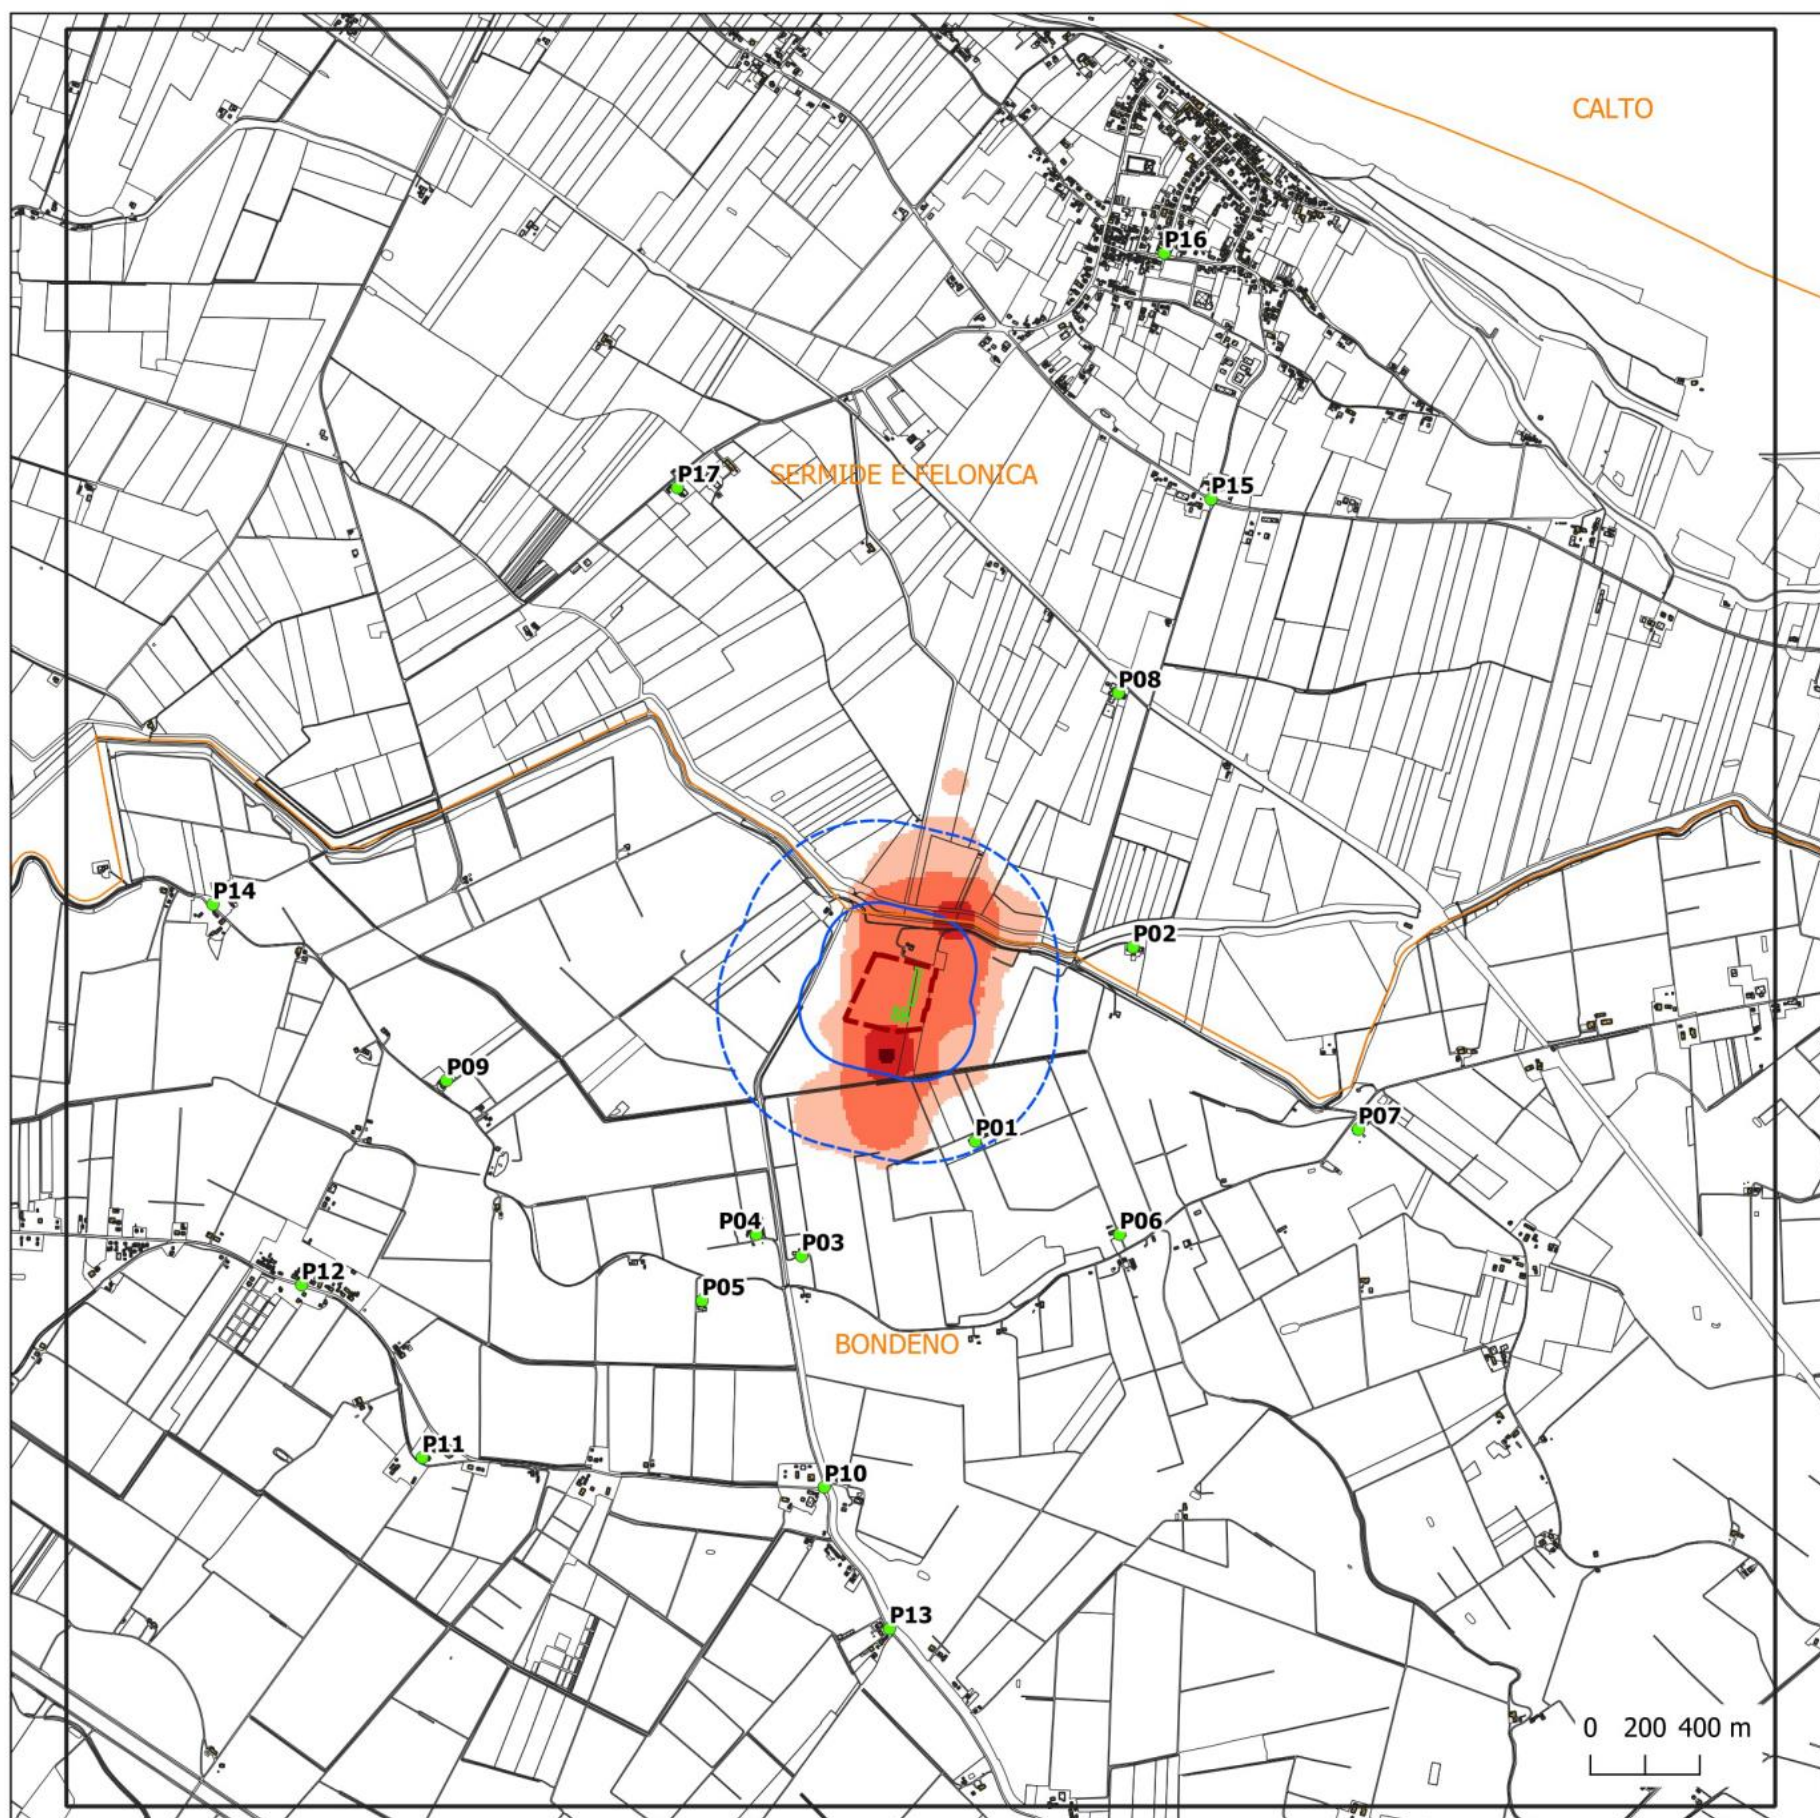 CALTO
P16
P17
SERMIDE E FELONICA
P15
P08
P14
P02
P09
P01
P07
P04
P03
P06
P12
P05
BONDENO
P11
P10
P13
0 200 400 m